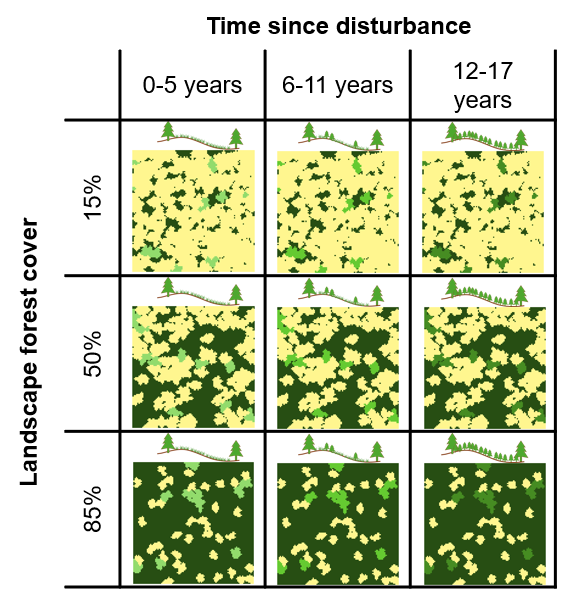 Time since disturbance
0-5 years
6-11 years
12-17
years
Landscape forest cover
15%
50%
85%